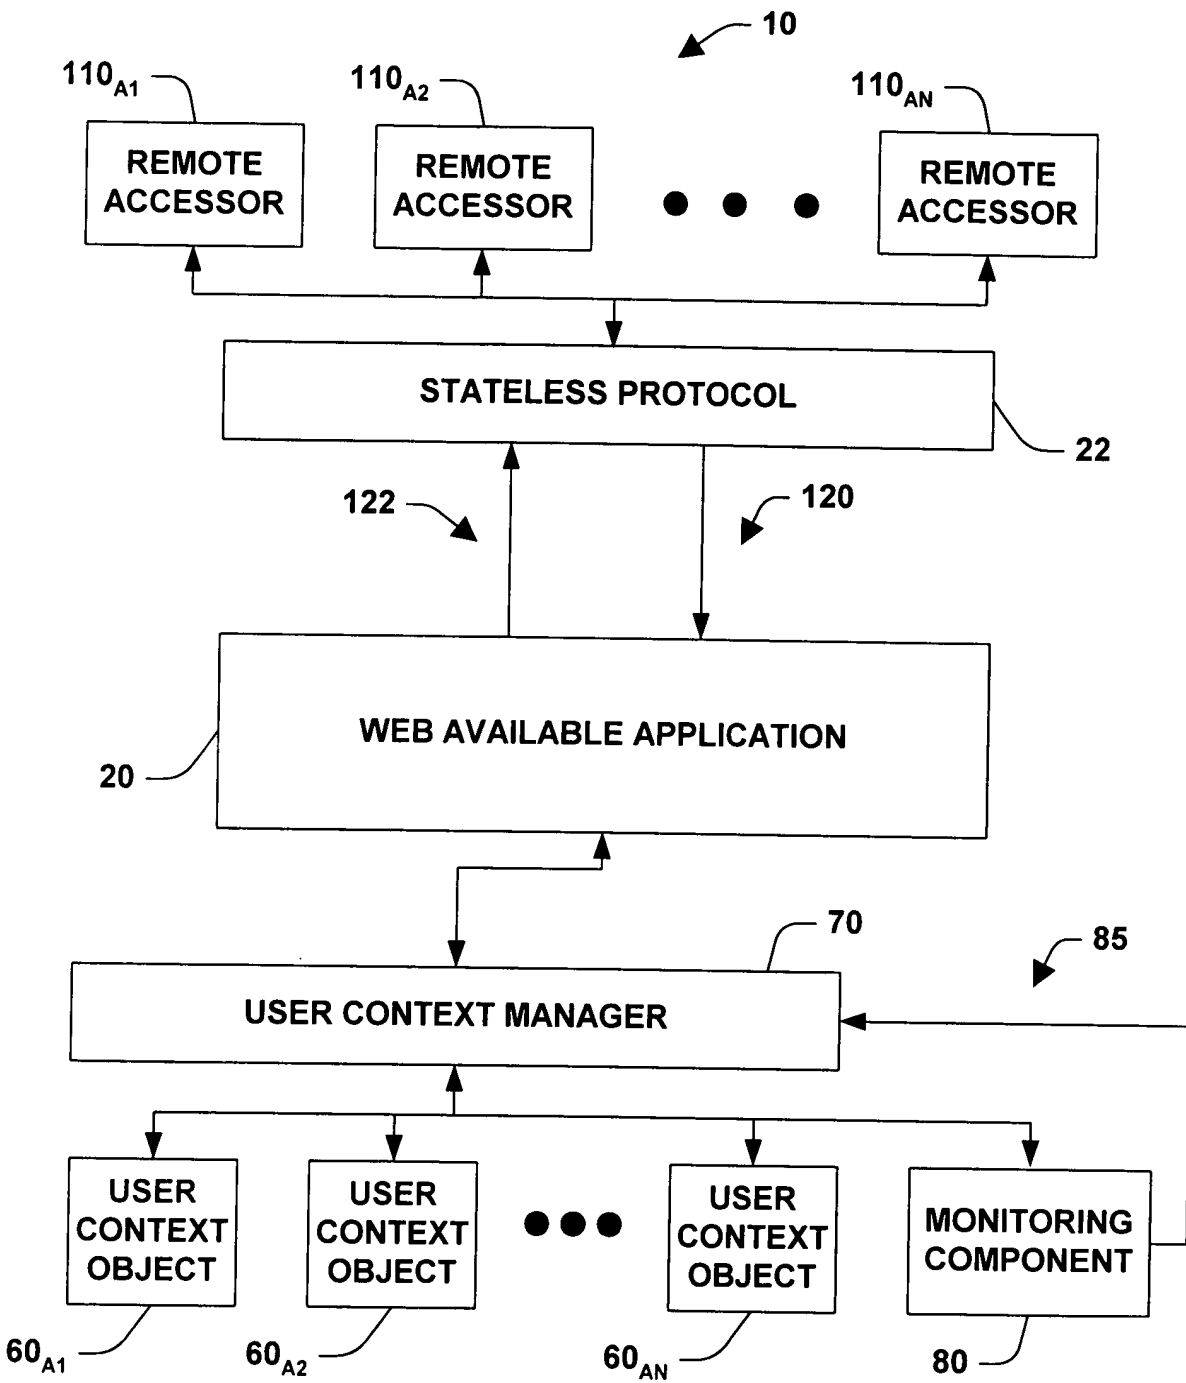 10
110A1
110A2
110AN
REMOTE
ACCESSOR
REMOTE
ACCESSOR
REMOTE
ACCESSOR
STATELESS PROTOCOL
22
122
120
WEB AVAILABLE APPLICATION
20
70
85
USER CONTEXT MANAGER
USER
CONTEXT
OBJECT
USER
CONTEXT
OBJECT
USER
CONTEXT
OBJECT
MONITORING
COMPONENT
60A1
60A2
60AN
80